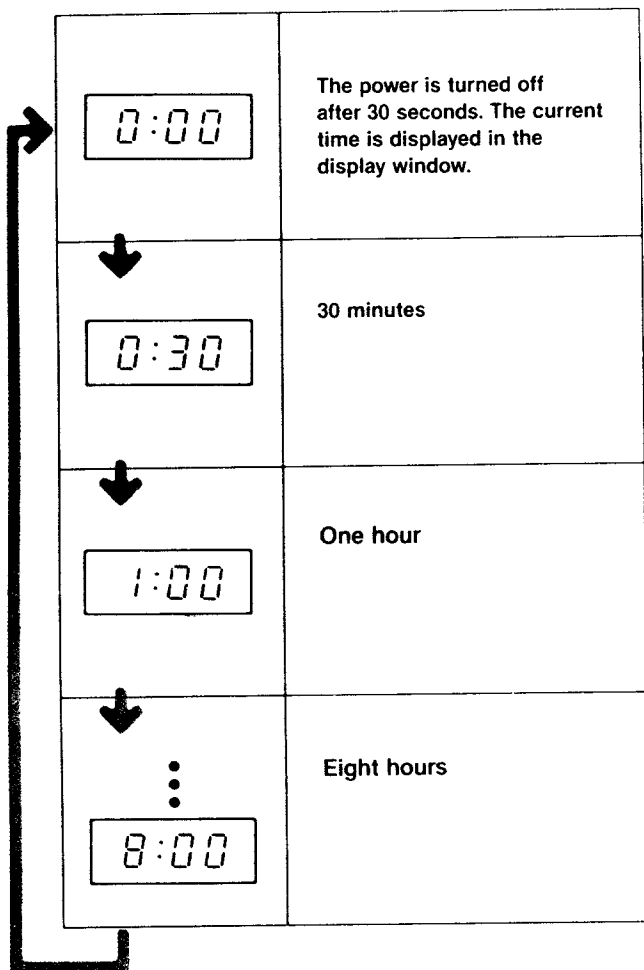 0:00
The power is turned off
after 30 seconds. The current
time is displayed in the
display window.
0:30
30 minutes
1:00
One hour
8:00
Eight hours